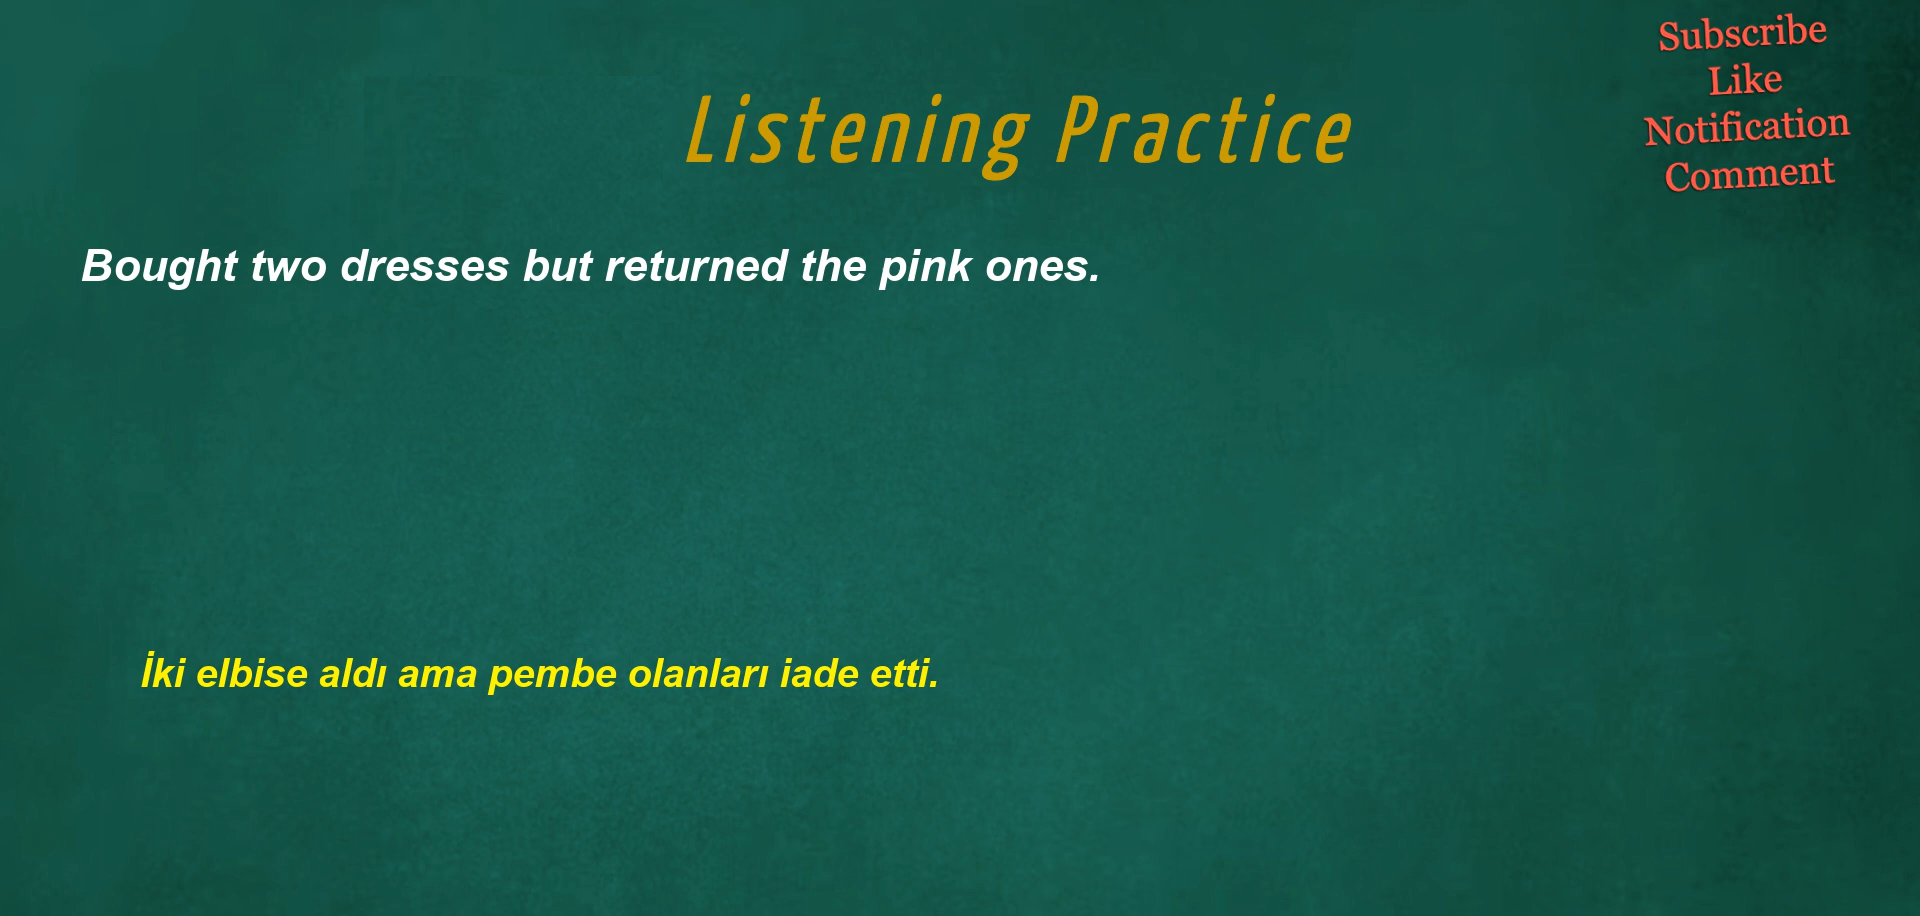 Subscribe
Like
Notification
Comment
Listening Practice
Bought two dresses but returned the pink ones.
İki elbise aldı ama pembe olanları iade etti.